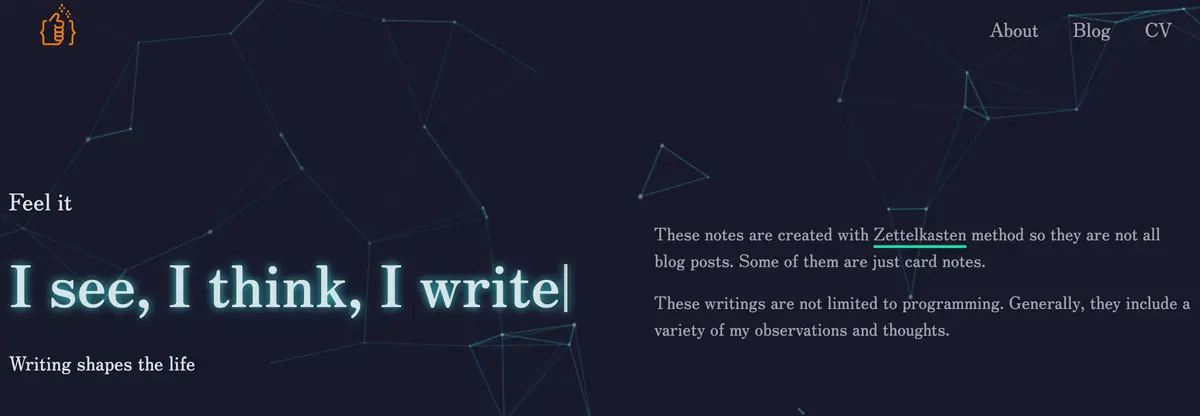 About Blog CV
Feel it
I see, I think, I write
Writing shapes the life
These notes are created with Zettelkasten method so they are not all
blog posts. Some of them are just card notes.
These writings are not limited to programming. Generally, they include a
variety of my observations and thoughts.